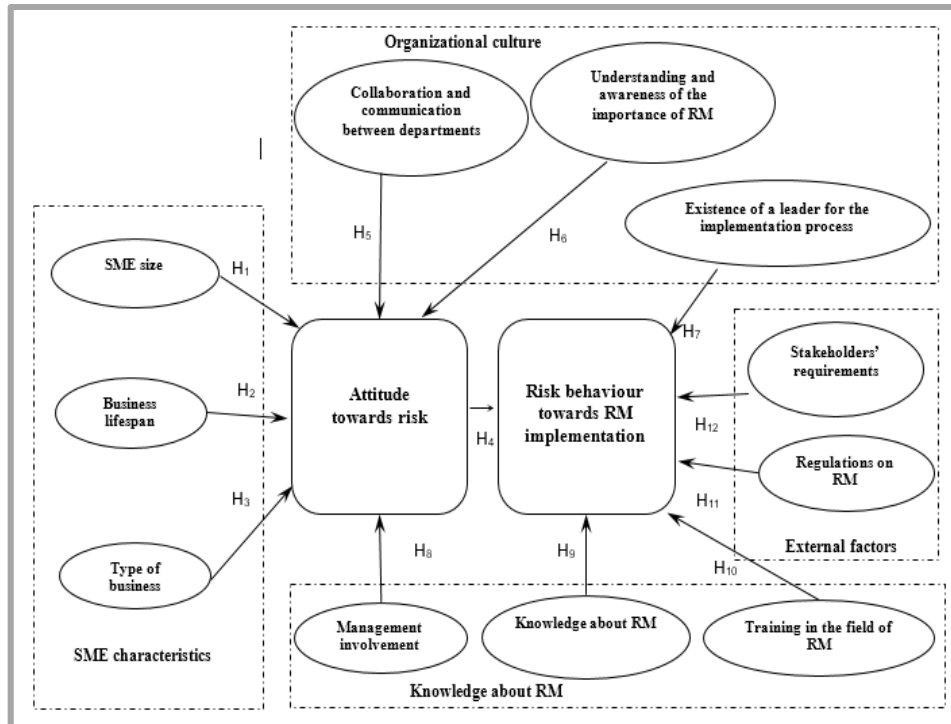 Organizational culture
Collaboration and
communication
between departments
Understanding and
awareness of the
importance of RM
Existence of a leader for the
implementation process
H5
H6
H7
SME size
H1
Business
lifespan
H2
Type of
business
H3
SME characteristics
Attitude
towards risk
H4
Risk behaviour
towards RM
implementation
Stakeholders'
requirements
H12
Regulations on
RM
H11
External factors
H8
H9
H10
Management
involvement
Knowledge about RM
Training in the field of
RM
Knowledge about RM